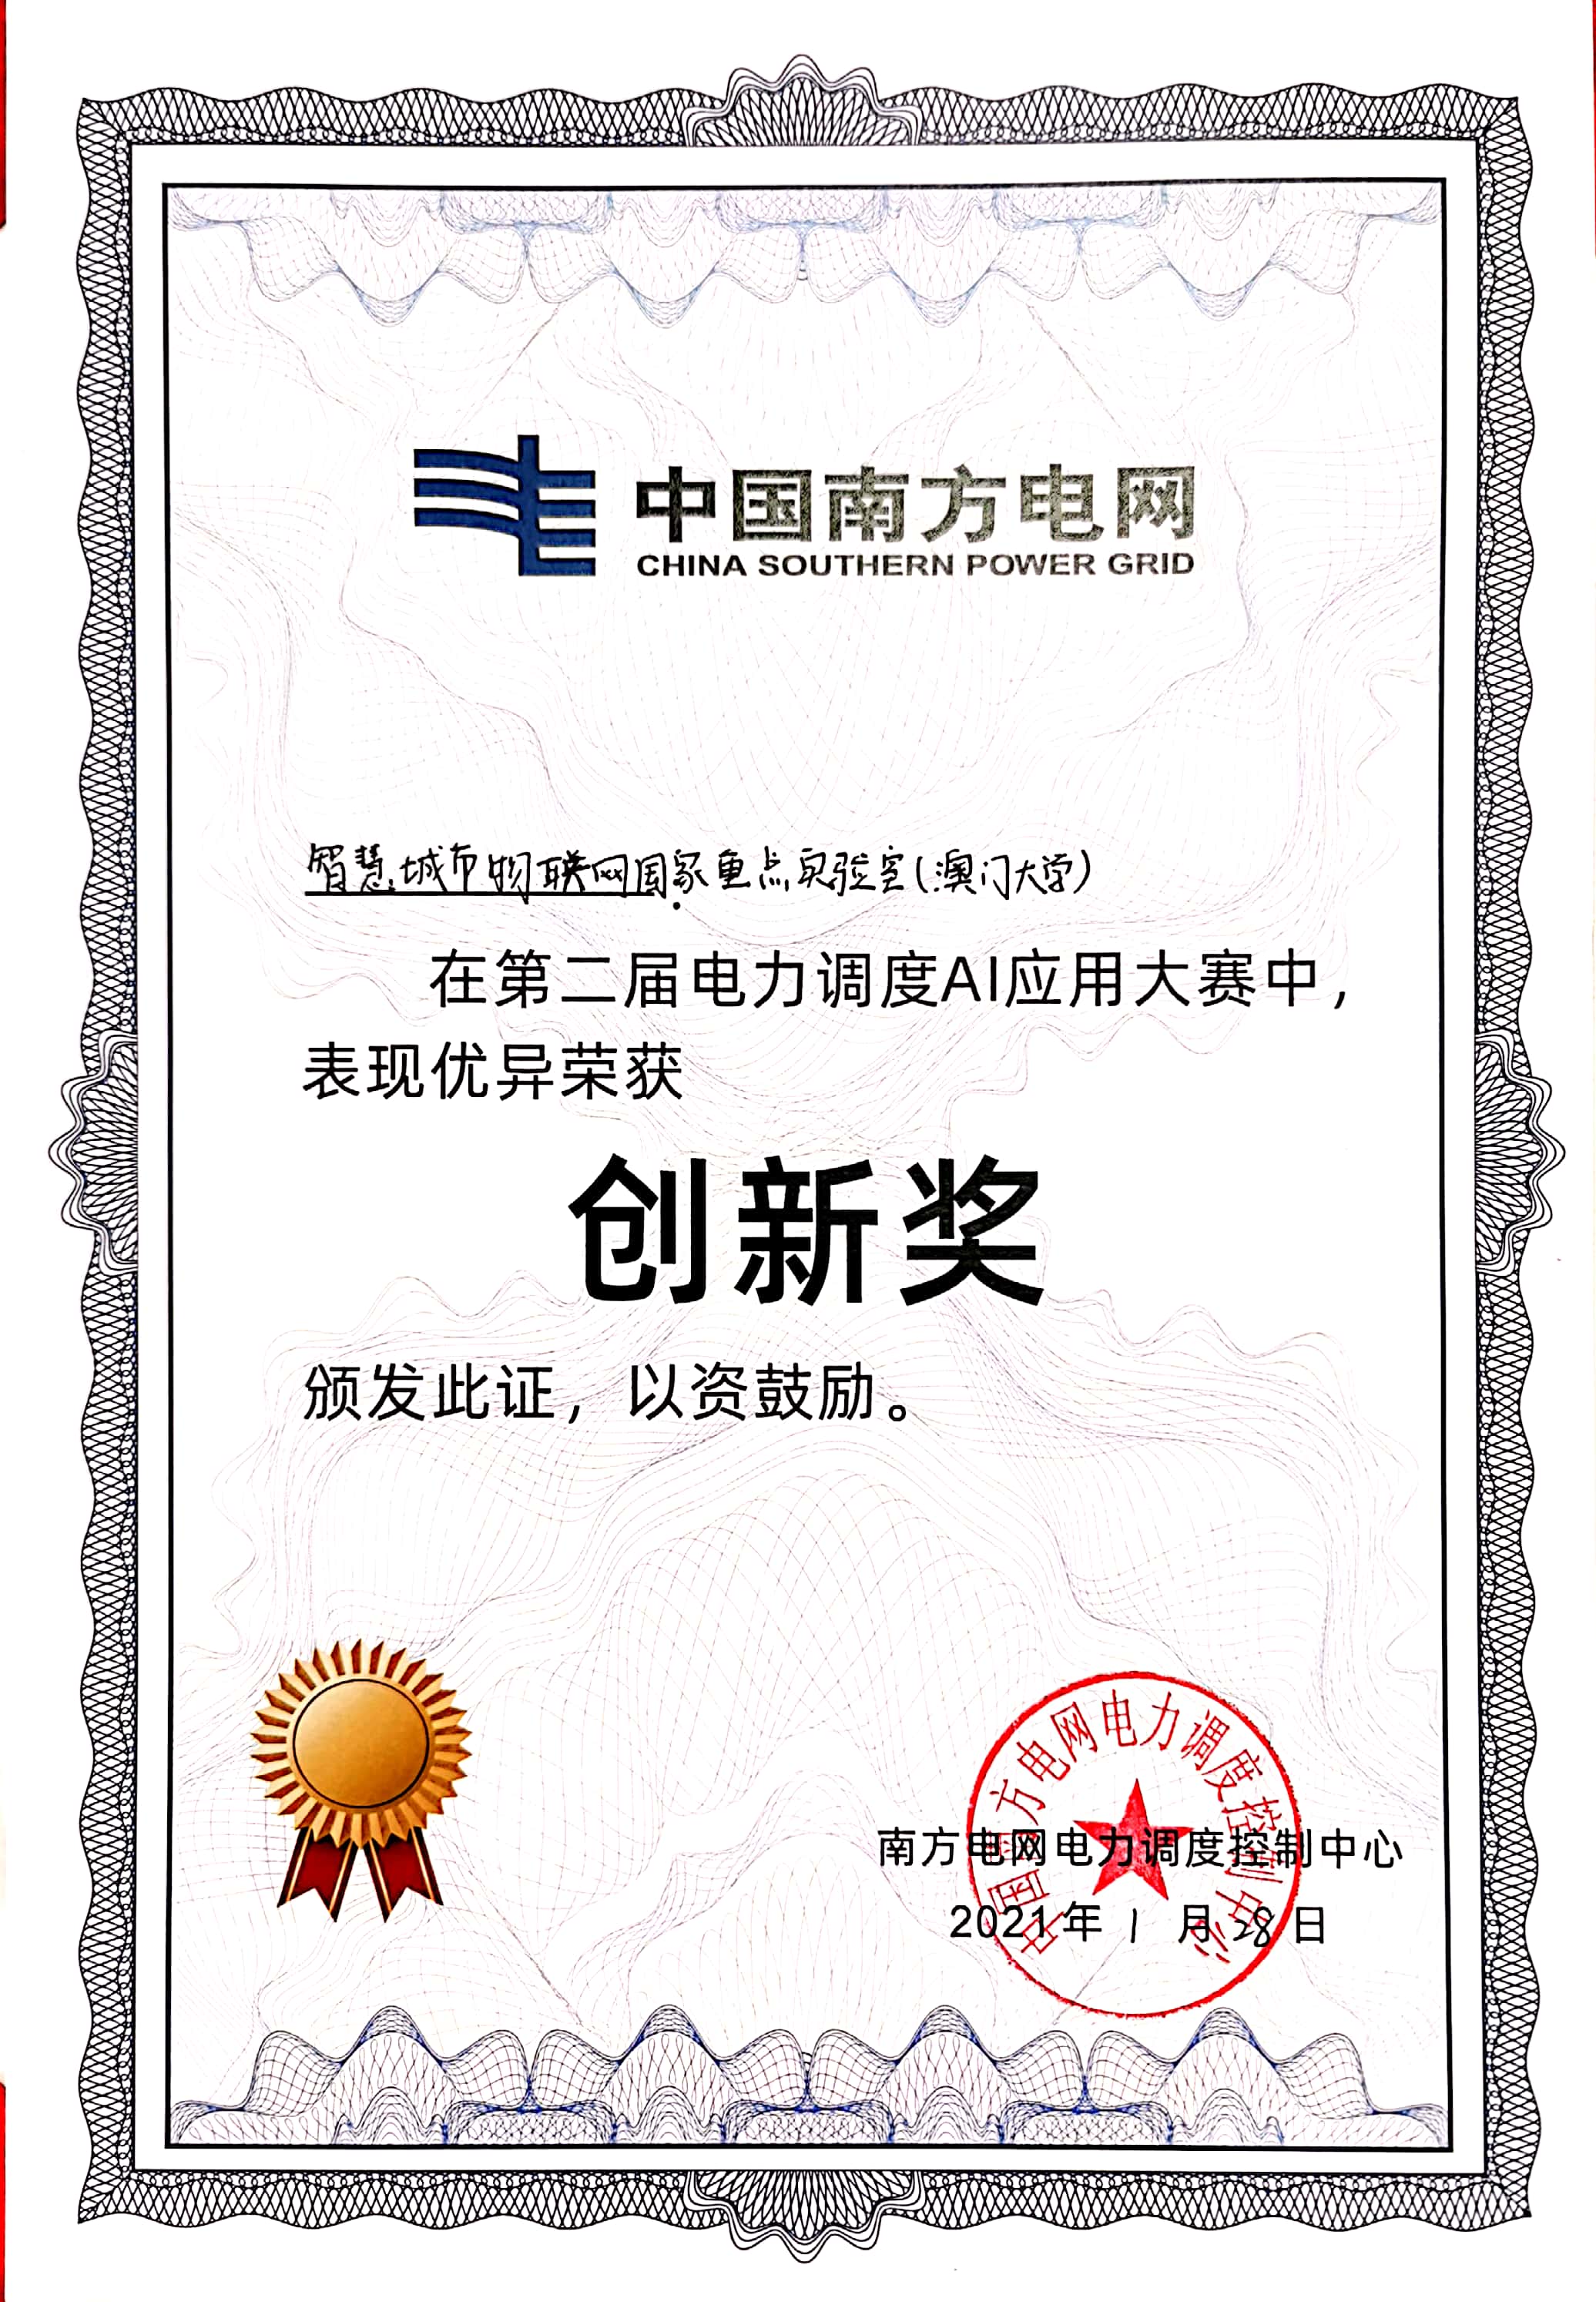 中国南方电网
CHINA SOUTHERN POWER GRID
智慧城市物联网国家重点实验室(澳门大学)
在第二届电力调度AI应用大赛中,
表现优异荣获
创新奖
颁发此证，以资鼓励。
中国南方电网电力调度控制中心
南方电网电力调度控制中心
2021年1月28日